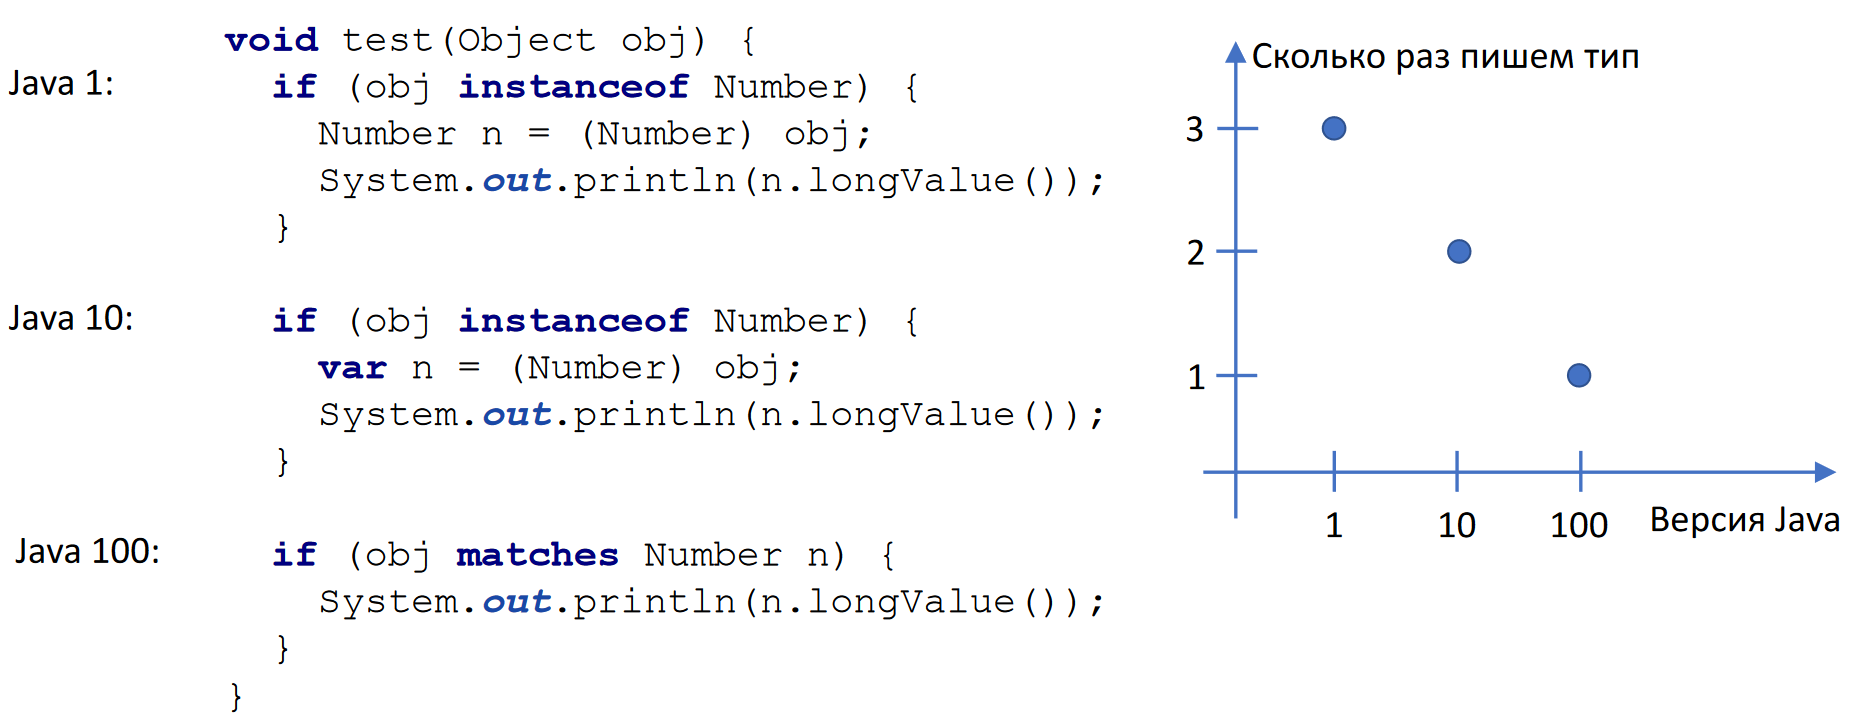 void test(Object obj) {
Java 1:
if (obj instanceof Number) {
Number n = (Number) obj;
System.out.println(n.longValue());
}
Java 10:
if (obj instanceof Number) {
var n = (Number) obj;
System.out.println(n.longValue());
}
Java 100:
if (obj matches Number n) {
System.out.println(n.longValue());
}
}
Сколько раз пишем тип
3
2
1
1 10 100
Версия Java